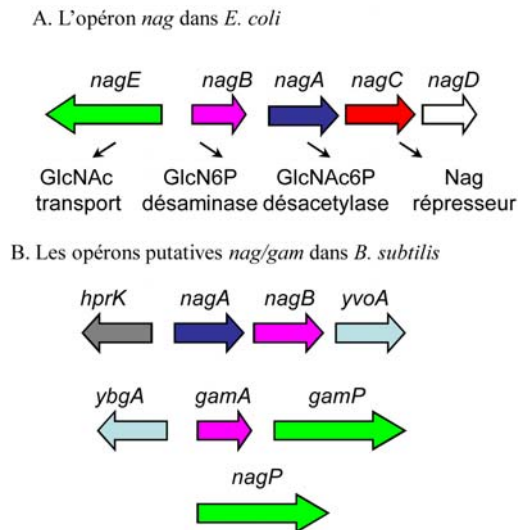 A. L'opéron nag dans E. coli
nagE nagB nagA nagC nagD
GlcNAc GlcN6P GlcNAc6P Nag
transport désaminase désacetylase répresseur
B. Les opérons putatives nag/gam dans B. subtilis
hprK nagA nagB yvoA
ybgA gamA gamP
nagP